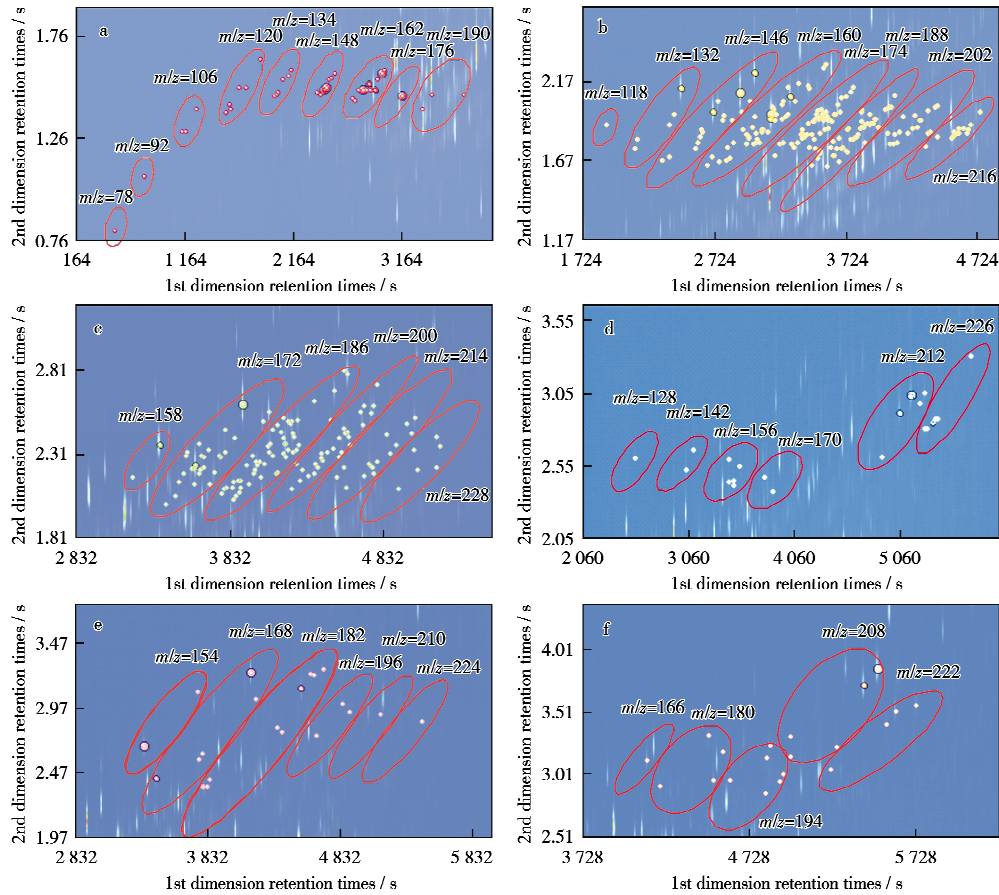 a
m/z=78
m/z=92
m/z=106
m/z=120
m/z=134
m/z=148
m/z=162
m/z=176
m/z=190
1.76
1.26
0.76
164
1 164
2 164
3 164
2nd dimension retention times / s
1st dimension retention times / s
b
m/z=118
m/z=132
m/z=146
m/z=160
m/z=174
m/z=188
m/z=202
m/z=216
2.17
1.67
1.17
1 724
2 724
3 724
4 724
2nd dimension retention times / s
1st dimension retention times / s
c
m/z=158
m/z=172
m/z=186
m/z=200
m/z=214
m/z=228
2.81
2.31
1.81
2 832
3 832
4 832
2nd dimension retention times / s
1st dimension retention times / s
d
m/z=128
m/z=142
m/z=156
m/z=170
m/z=212
m/z=226
3.55
3.05
2.55
2.05
2 060
3 060
4 060
5 060
2nd dimension retention times / s
1st dimension retention times / s
e
m/z=154
m/z=168
m/z=182
m/z=196
m/z=210
m/z=224
3.47
2.97
2.47
1.97
2 832
3 832
4 832
5 832
2nd dimension retention times / s
1st dimension retention times / s
f
m/z=166
m/z=180
m/z=194
m/z=208
m/z=222
4.01
3.51
3.01
2.51
3 728
4 728
5 728
2nd dimension retention times / s
1st dimension retention times / s